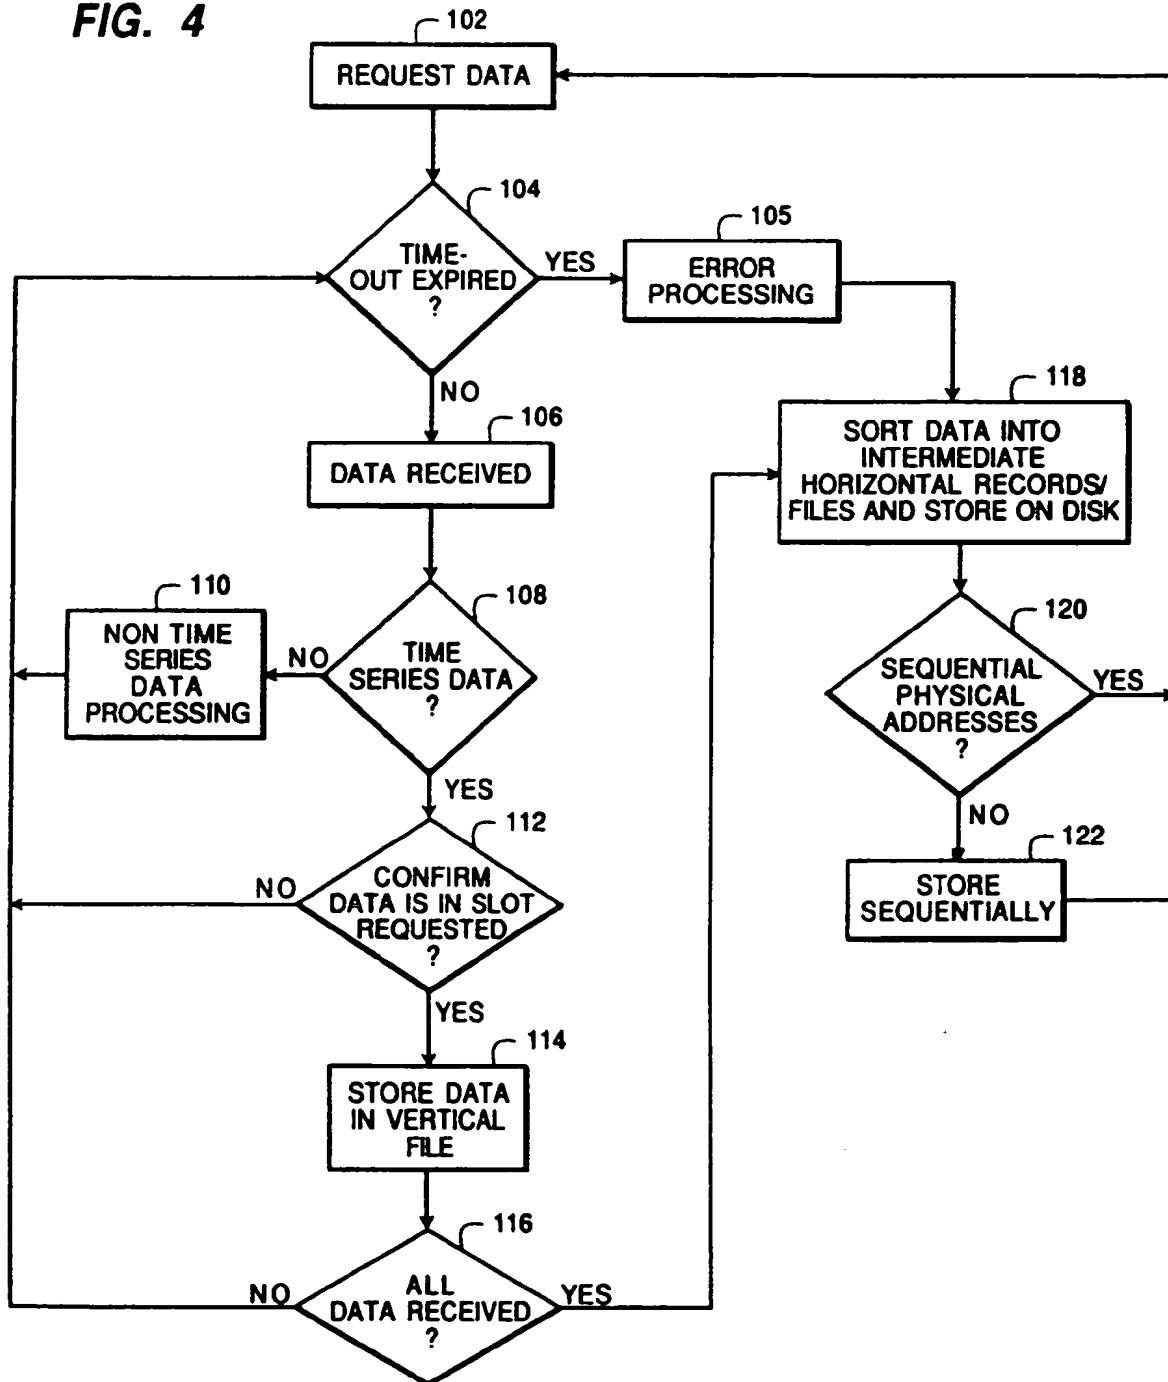 FIG. 4
102
REQUEST DATA
104
TIME-
OUT EXPIRED
?
YES
105
ERROR
PROCESSING
NO
106
DATA RECEIVED
118
SORT DATA INTO
INTERMEDIATE
HORIZONTAL RECORDS/
FILES AND STORE ON DISK
108
TIME
SERIES DATA
?
NO
110
NON TIME
SERIES
DATA
PROCESSING
YES
120
SEQUENTIAL
PHYSICAL
ADDRESSES
?
YES
NO
112
CONFIRM
DATA IS IN SLOT
REQUESTED
?
NO
122
STORE
SEQUENTIALLY
YES
114
STORE DATA
IN VERTICAL
FILE
116
ALL
DATA RECEIVED
?
NO
YES